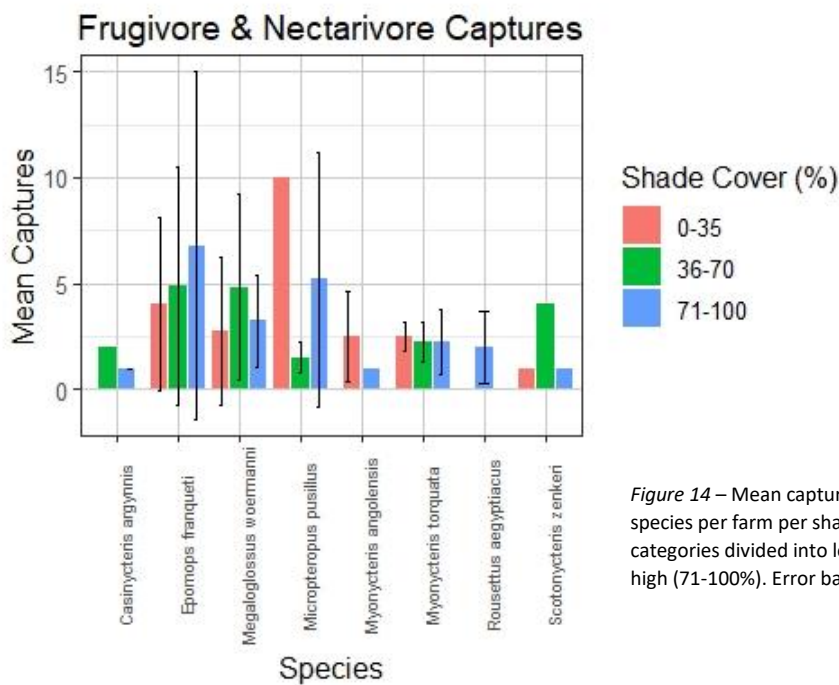 Frugivore & Nectarivore Captures
15
10
5
0
Mean Captures
Casinycteris argynnis
Epomops franqueti
Megaloglossus woermanni
Micropteropus pusillus
Myonycteris angolensis
Myonycteris torquata
Rousettus aegyptiacus
Scotonycteris zenkeri
Species
Shade Cover (%)
0-35
36-70
71-100
Figure 14 – Mean captur
species per farm per sha
categories divided into l
high (71-100%). Error ba